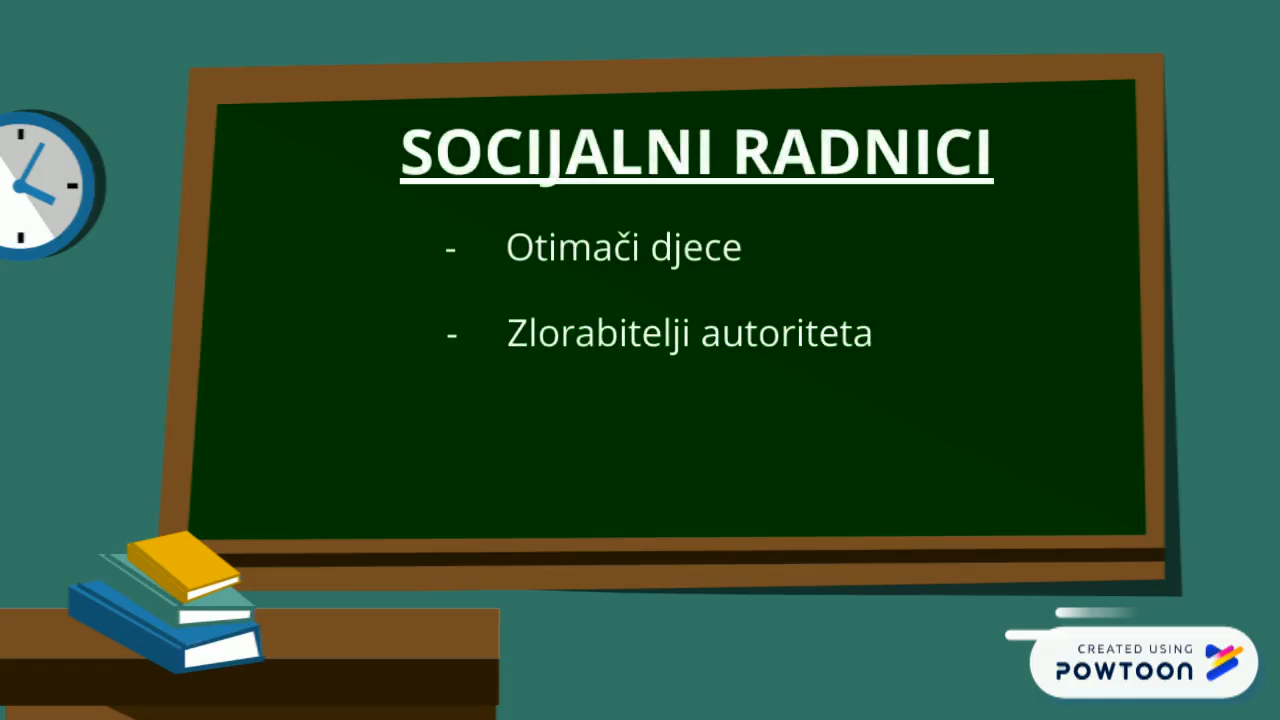 SOCIJALNI RADNICI
- Otimači djece
- Zlorabitelji autoriteta
CREATED USING
POWTOON